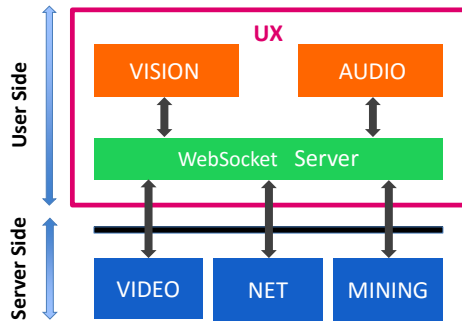 UX
VISION
AUDIO
User Side
WebSocket Server
Server Side
VIDEO
NET
MINING